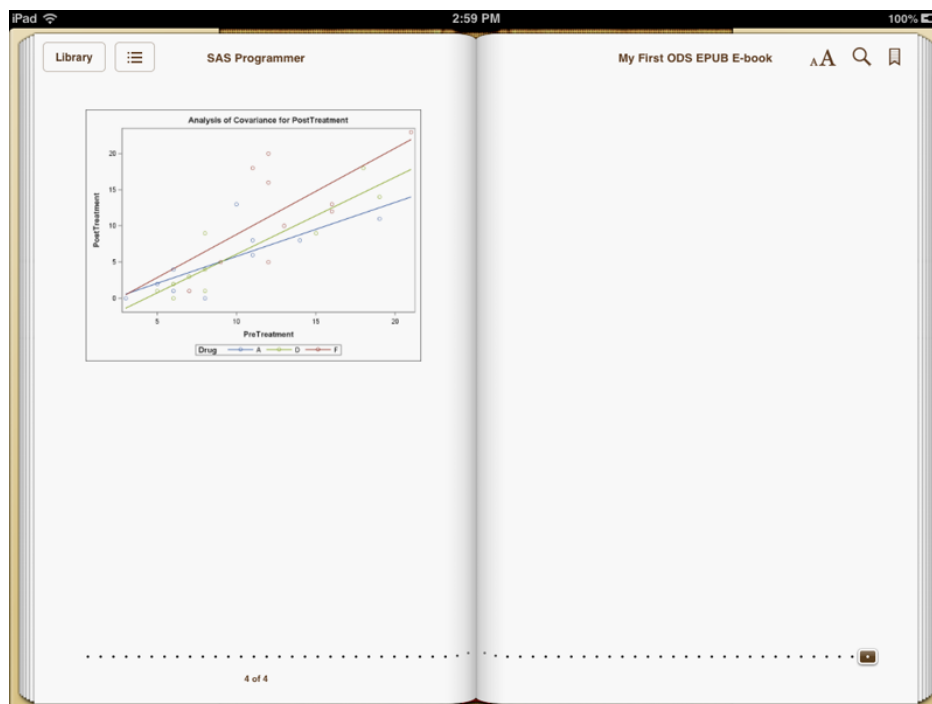 iPad 2:59 PM 100%
Library SAS Programmer My First ODS EPUB E-book AA
Analysis of Covariance for PostTreatment
20
15
10
5
0
PostTreatment
5 10 15 20
PreTreatment
Drug A D F
4 of 4